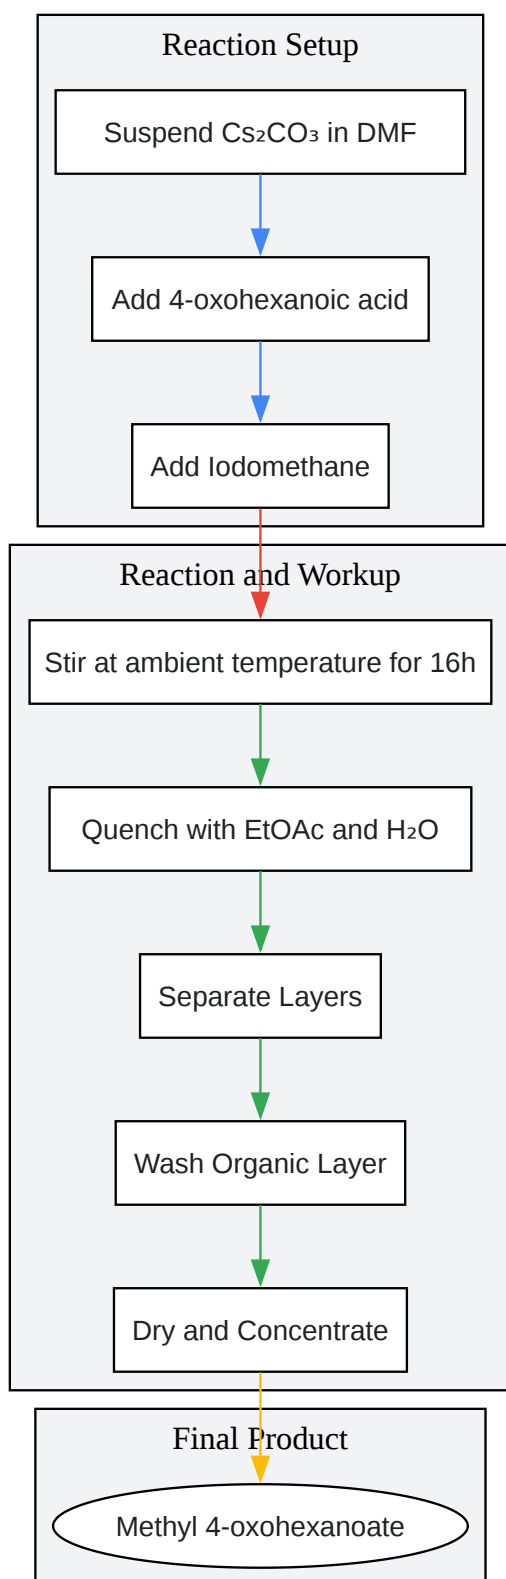 Reaction Setup
Suspend Cs₂CO₃ in DMF
Add 4-oxohexanoic acid
Add Iodomethane
Reaction and Workup
Stir at ambient temperature for 16h
Quench with EtOAc and H₂O
Separate Layers
Wash Organic Layer
Dry and Concentrate
Final Product
Methyl 4-oxohexanoate